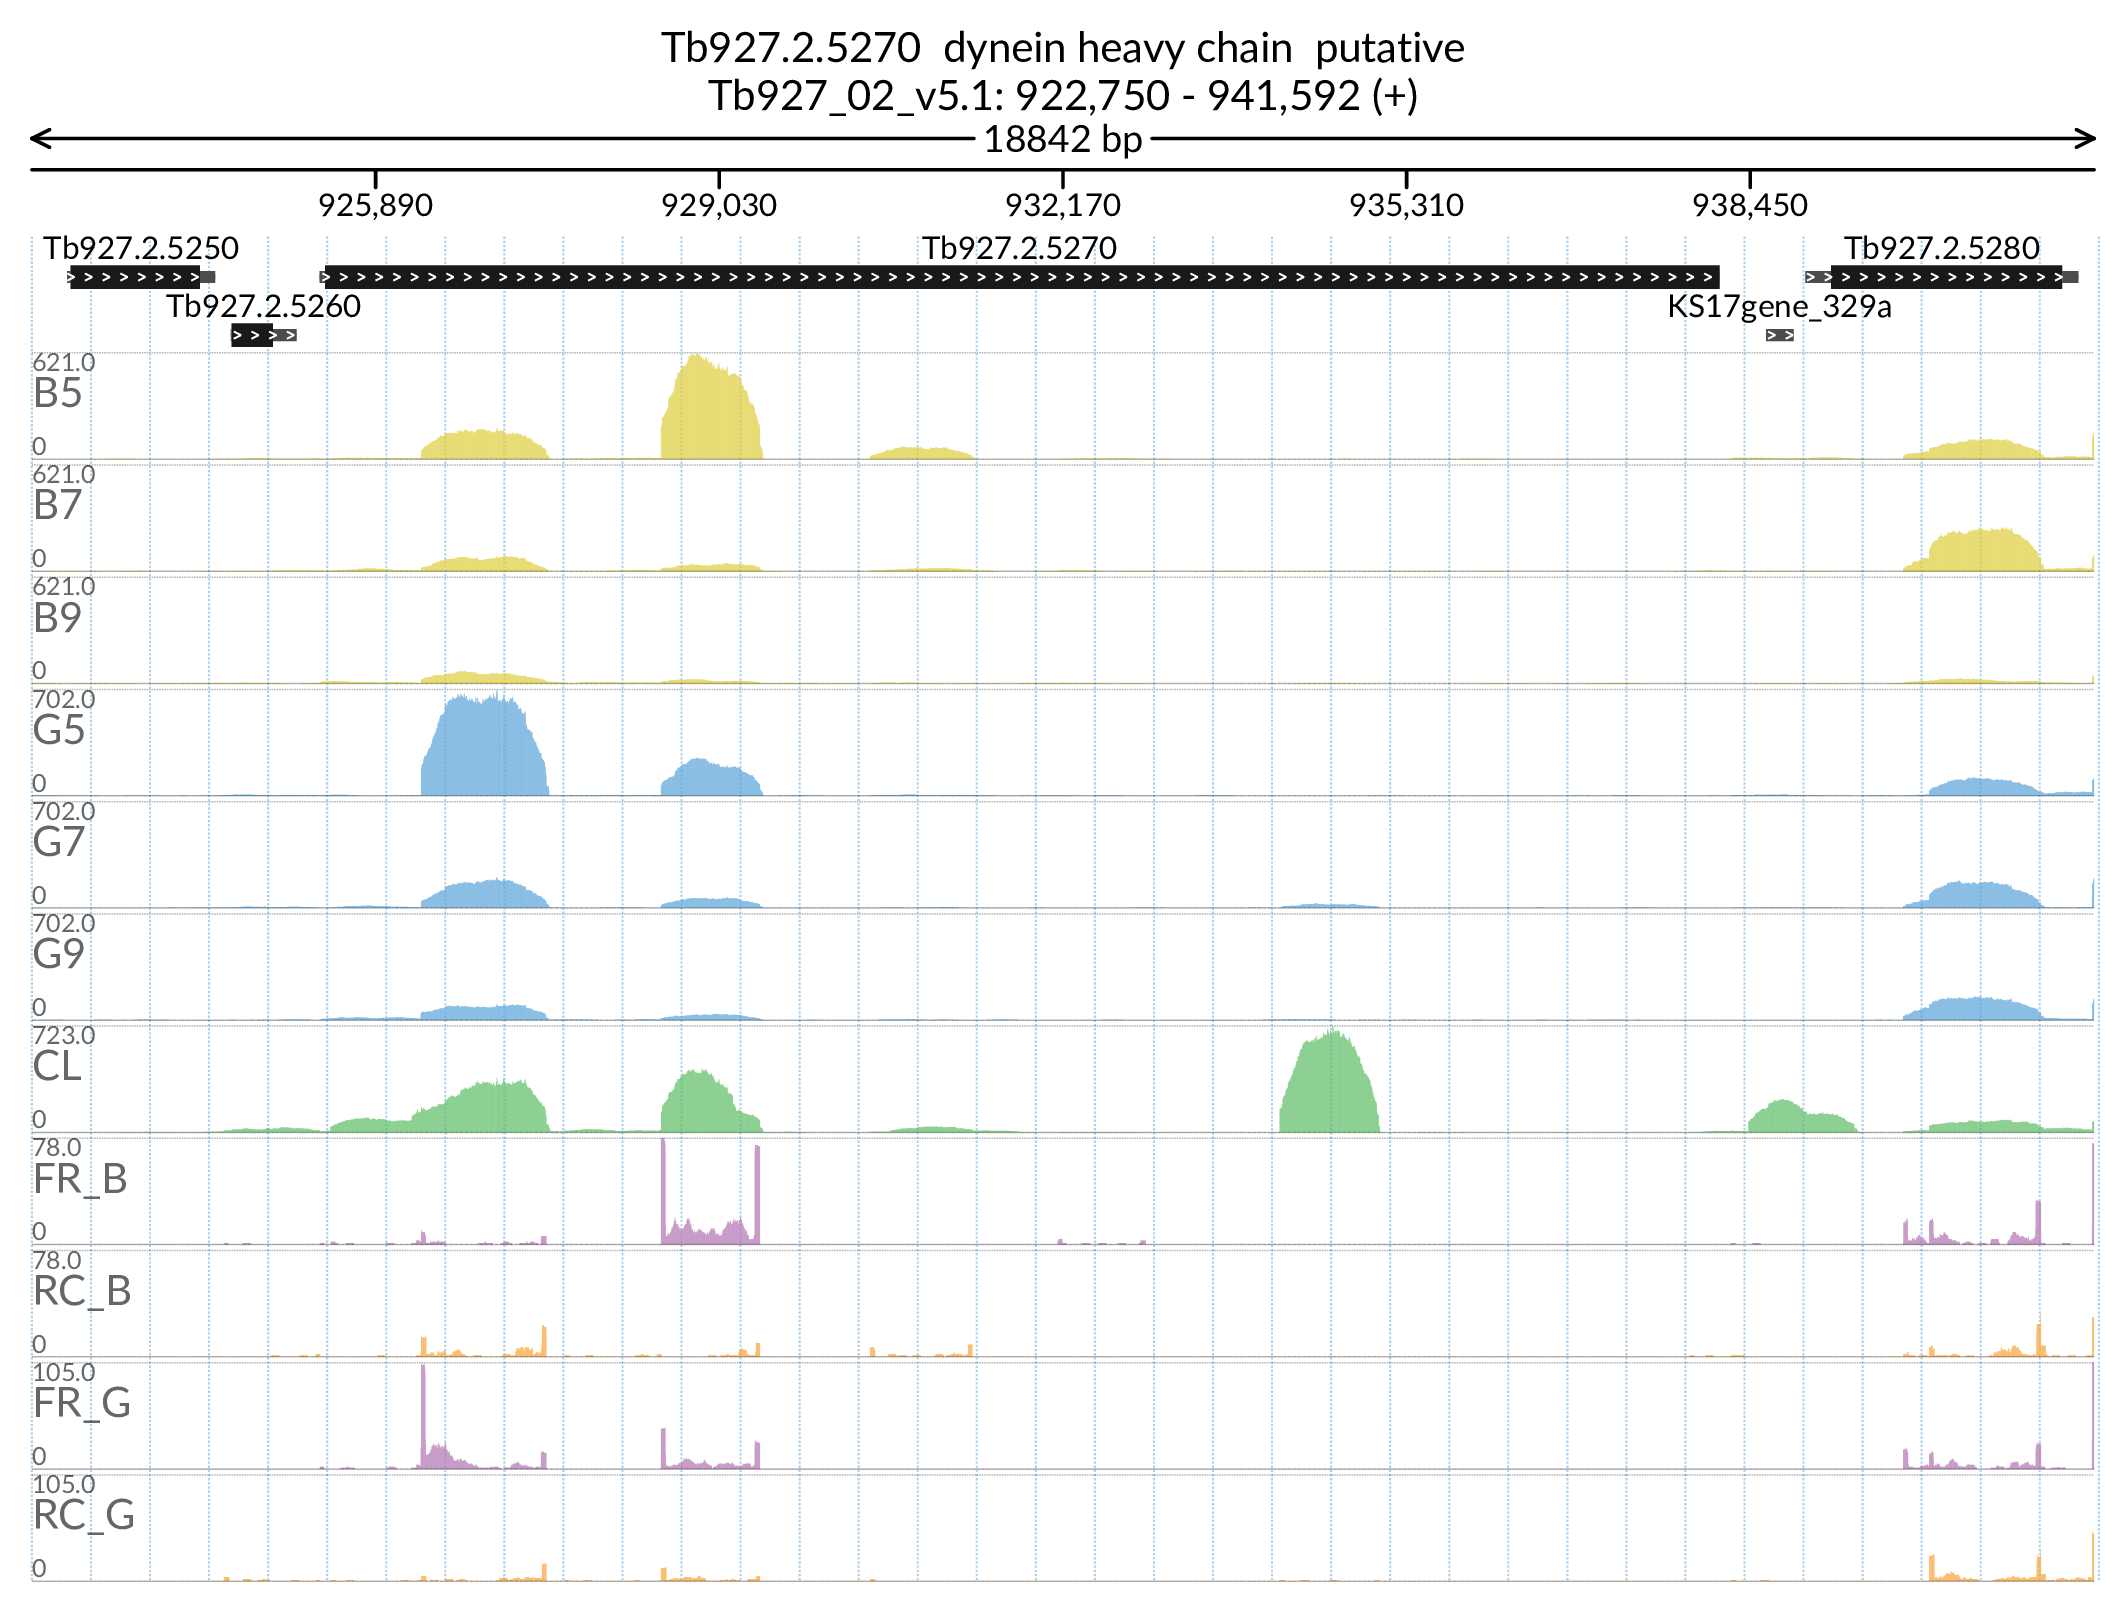 Tb927.2.5270  dynein heavy chain  putative
Tb927_02_v5.1: 922,750 - 941,592 (+)
18842 bp
925,890 929,030 932,170 935,310 938,450
Tb927.2.5250 Tb927.2.5270 Tb927.2.5280
Tb927.2.5260 KS17gene_329a
621.0
B5
0
621.0
B7
0
621.0
B9
0
702.0
G5
0
702.0
G7
0
702.0
G9
0
723.0
CL
0
78.0
FR_B
0
78.0
RC_B
0
105.0
FR_G
0
105.0
RC_G
0